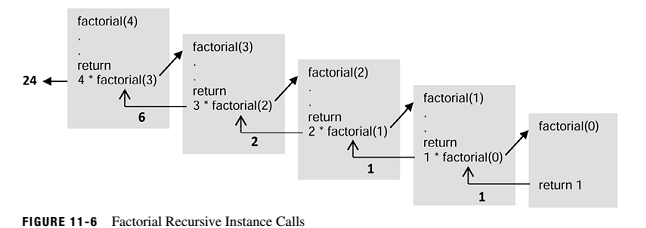 factorial(4)
.
.
return
4 * factorial(3)
24
6
factorial(3)
.
.
return
3 * factorial(2)
2
factorial(2)
.
.
return
2 * factorial(1)
1
factorial(1)
.
.
return
1 * factorial(0)
1
factorial(0)
return 1
FIGURE 11-6 Factorial Recursive Instance Calls